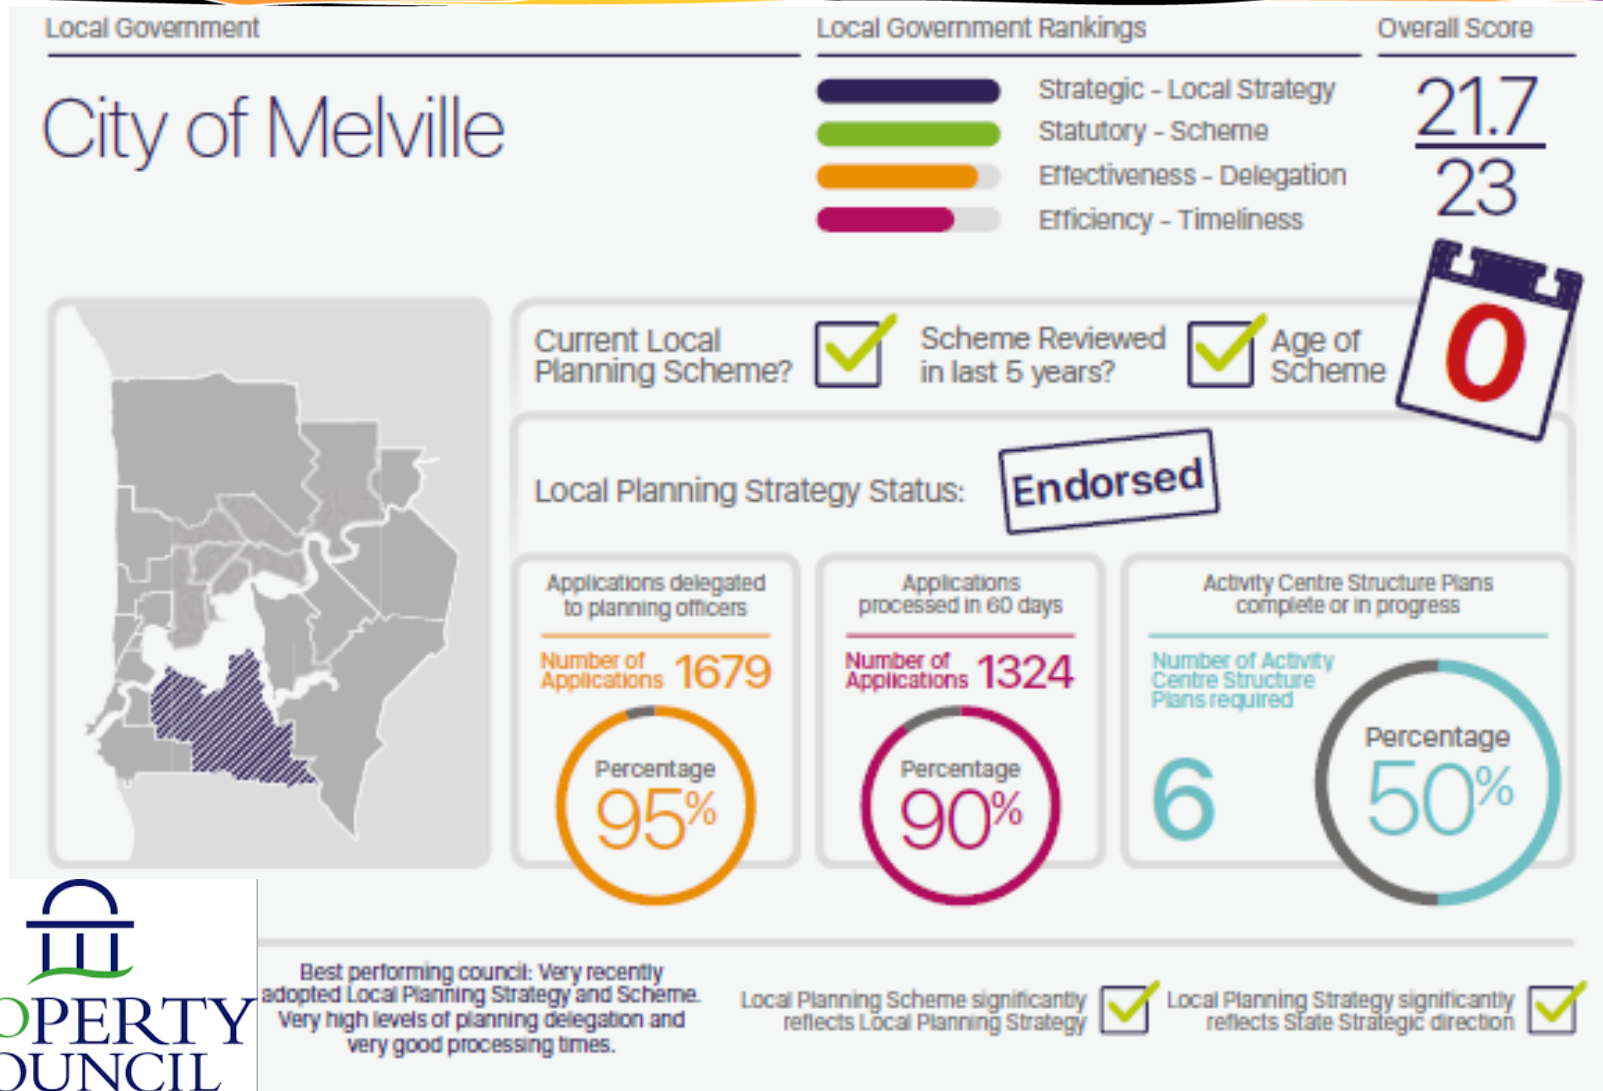 Local Government
Local Government Rankings
Overall Score
City of Melville
Strategic - Local Strategy
Statutory - Scheme
Effectiveness - Delegation
Efficiency - Timeliness
21.7
23
Current Local
Planning Scheme?
Scheme Reviewed
in last 5 years?
Age of
Scheme
0
Local Planning Strategy Status:
Endorsed
Applications delegated
to planning officers
Number of
Applications 1679
Percentage
95%
Applications
processed in 60 days
Number of
Applications 1324
Percentage
90%
Activity Centre Structure Plans
complete or in progress
Number of Activity
Centre Structure
Plans required
6
Percentage
50%
OPERTY
OUNCIL
Best performing council: Very recently
adopted Local Planning Strategy and Scheme.
Very high levels of planning delegation and
very good processing times.
Local Planning Scheme significantly
reflects Local Planning Strategy
Local Planning Strategy significantly
reflects State Strategic direction